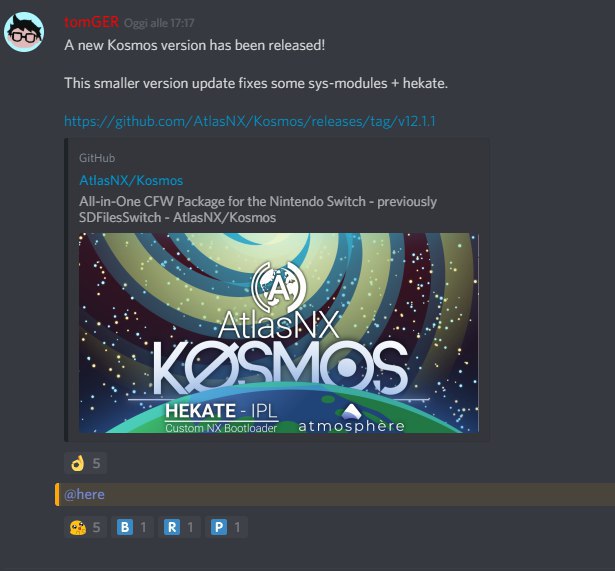 tomGER Oggi alle 17:17
A new Kosmos version has been released!
This smaller version update fixes some sys-modules + hekate.
https://github.com/AtlasNX/Kosmos/releases/tag/v12.1.1
GitHub
AtlasNX/Kosmos
All-in-One CFW Package for the Nintendo Switch - previously
SDFilesSwitch - AtlasNX/Kosmos
A
AtlasNX
KOSMOS
HEKATE - IPL
Custom NX Bootloader
atmosphère
5
@here
5 B 1 R 1 P 1